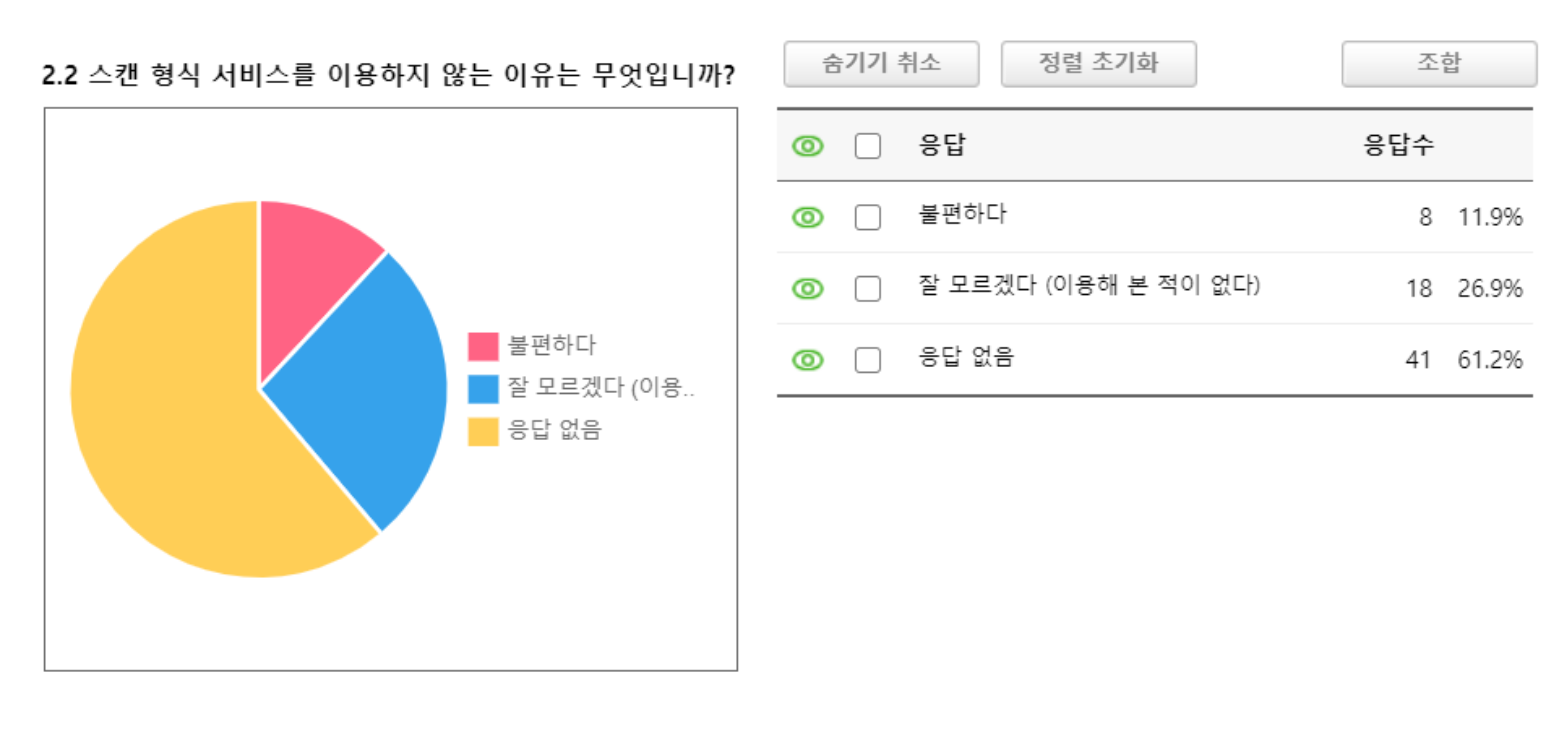 2.2 스캔 형식 서비스를 이용하지 않는 이유는 무엇입니까?
불편하다
잘 모르겠다 (이용..
응답 없음
숨기기 취소 정렬 초기화 조합
응답 응답수
불편하다 8 11.9%
잘 모르겠다 (이용해 본 적이 없다) 18 26.9%
응답 없음 41 61.2%